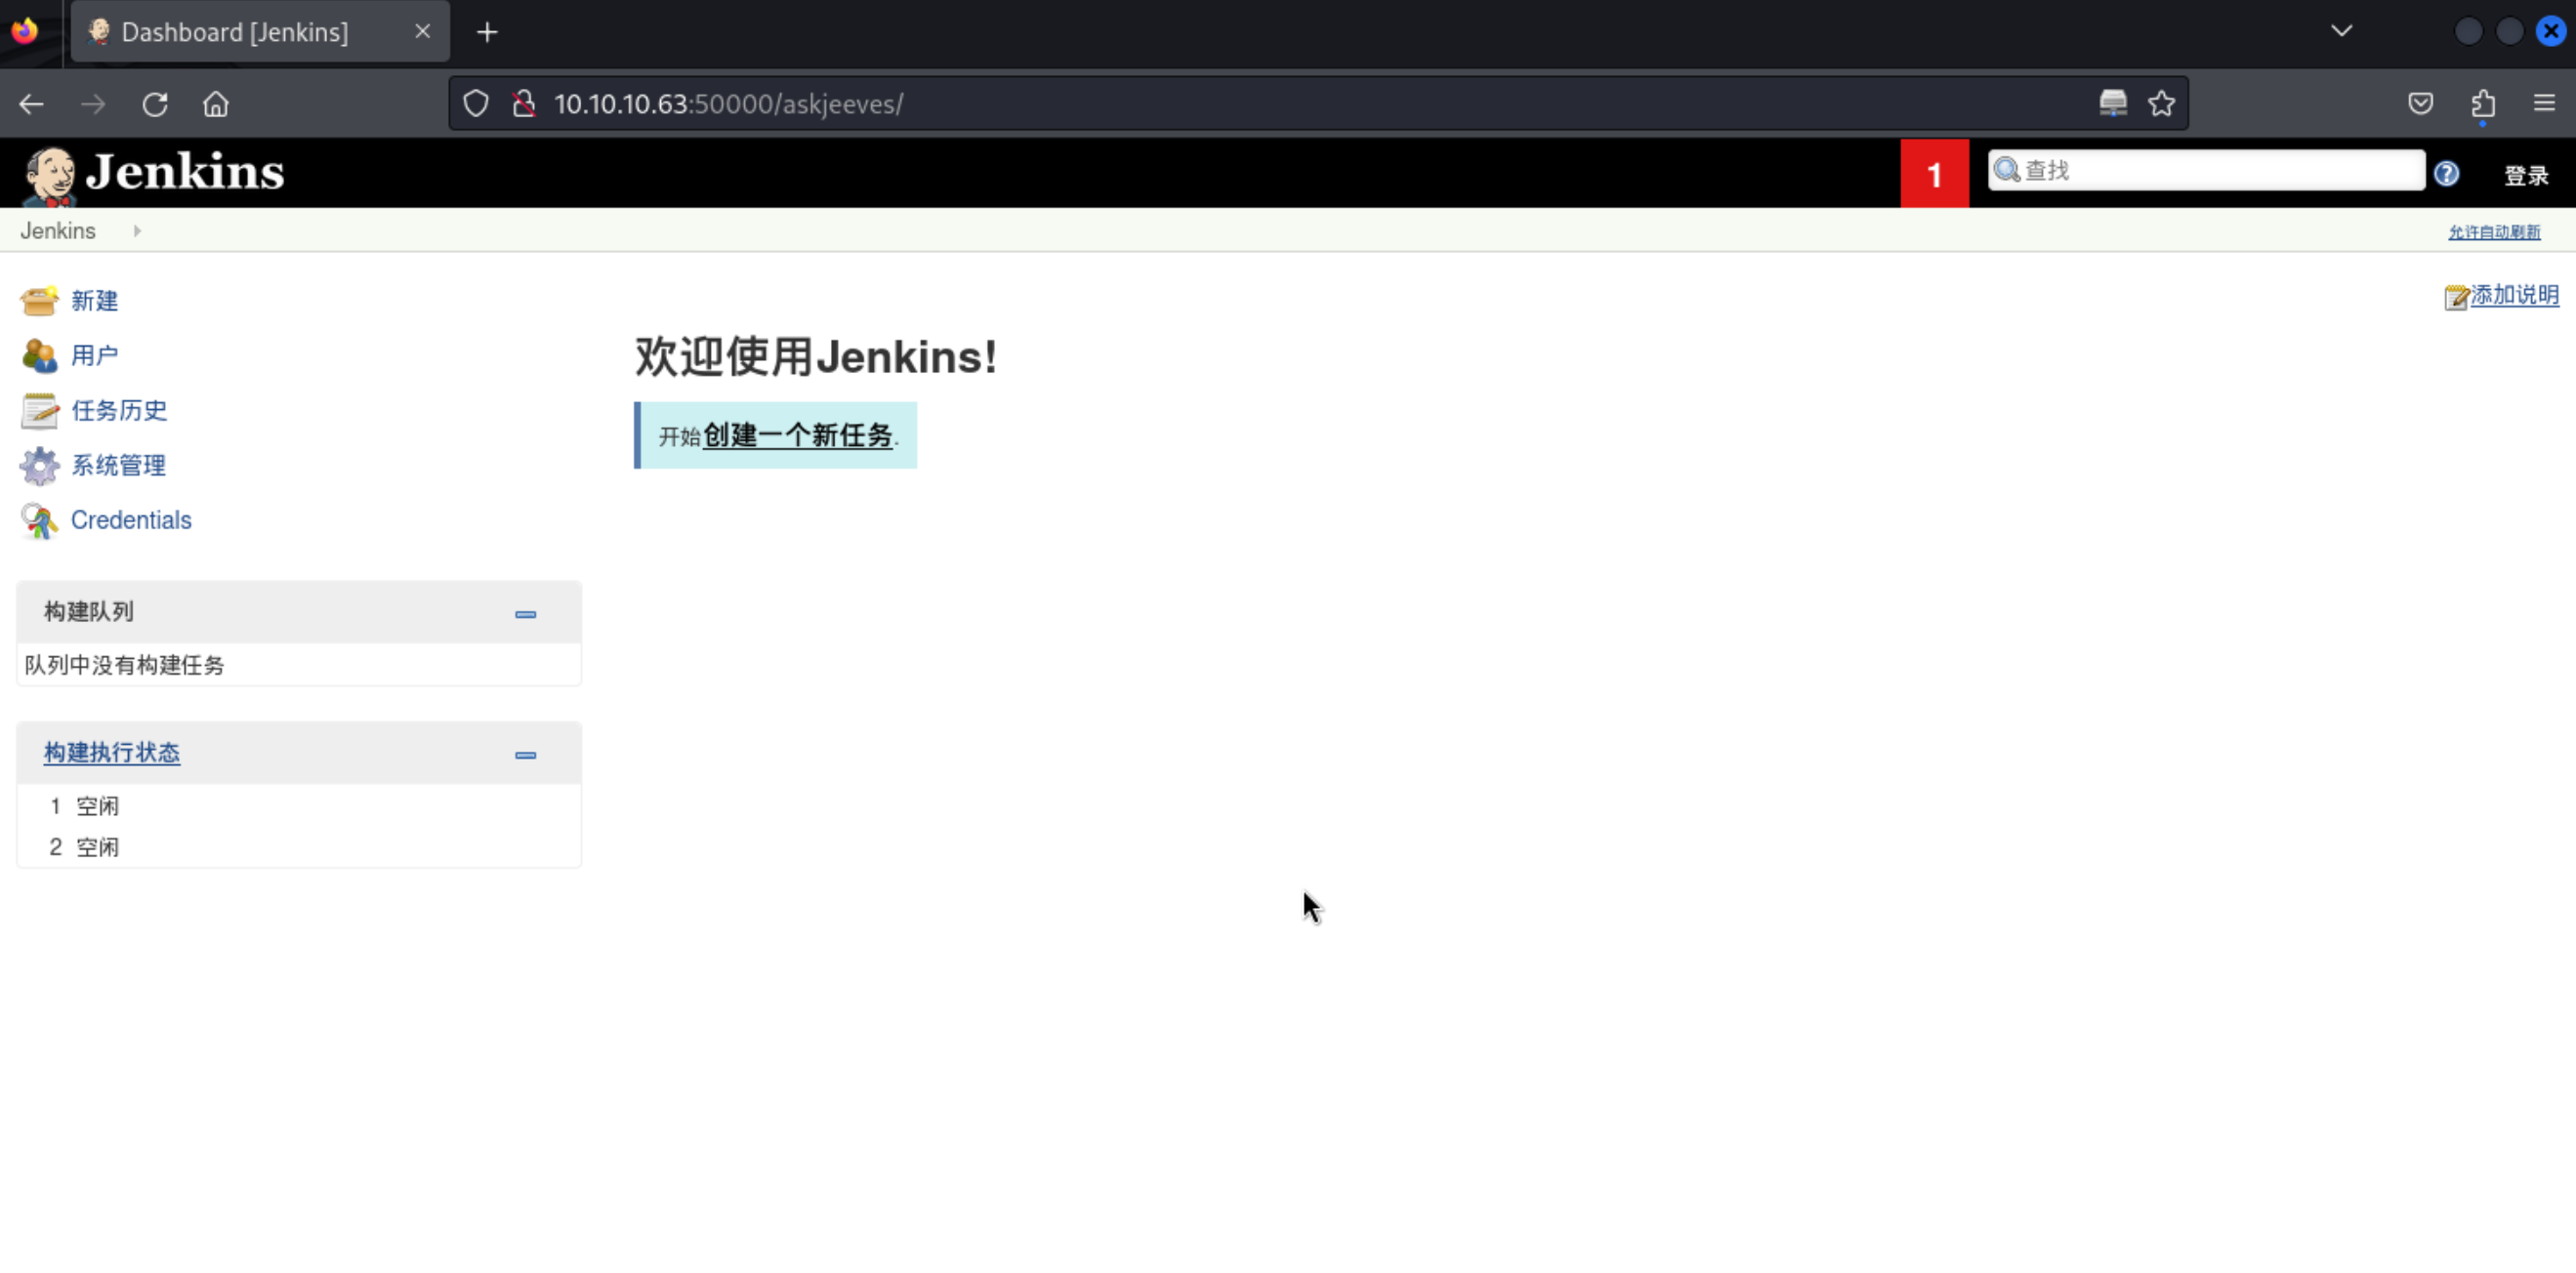 Dashboard [Jenkins]
10.10.10.63:50000/askjeeves/
Jenkins
1
查找
登录
Jenkins
允许自动刷新
新建
用户
任务历史
系统管理
Credentials
添加说明
欢迎使用Jenkins!
开始创建一个新任务.
构建队列
队列中没有构建任务
构建执行状态
1 空闲
2 空闲